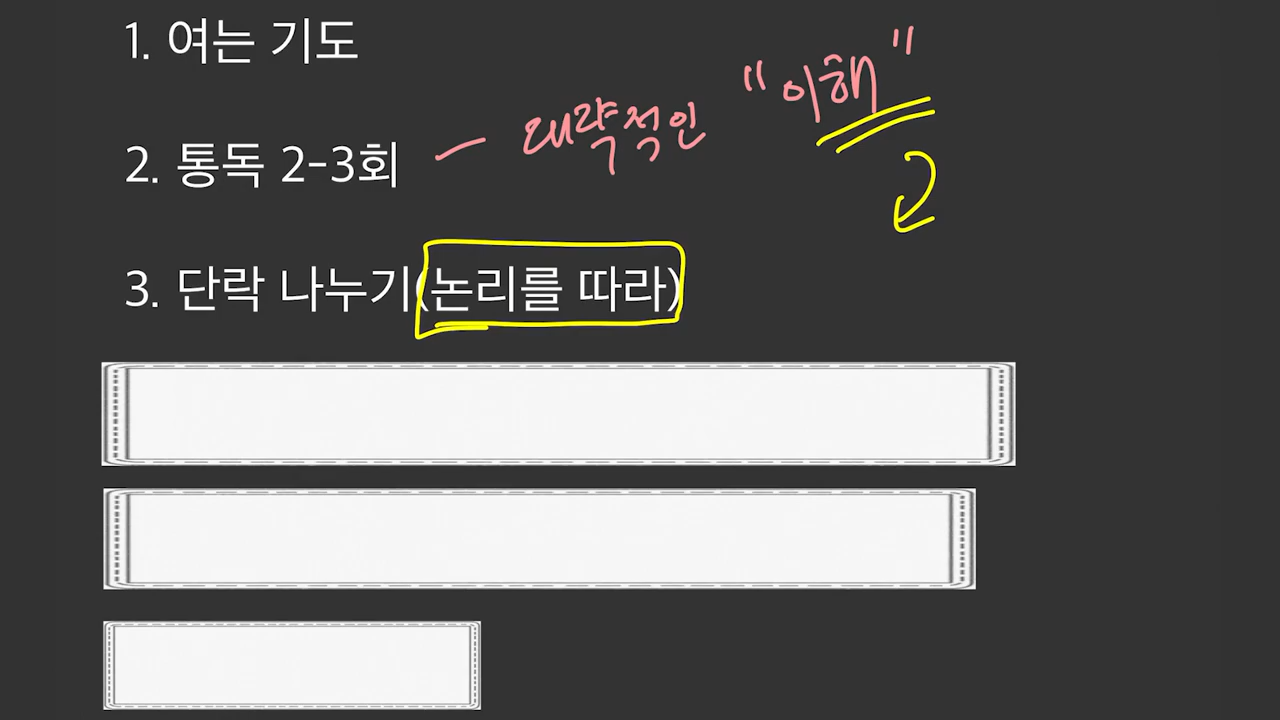 1. 여는 기도
2. 통독 2-3회 - 대략적인 "이해"
3. 단락 나누기(논리를 따라)